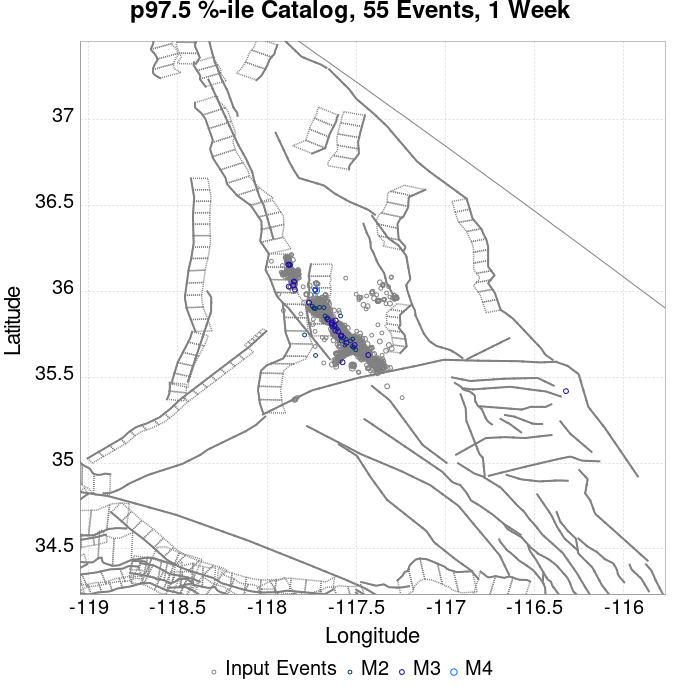 p97.5 %-ile Catalog, 55 Events, 1 Week
37
36.5
36
35.5
35
34.5
Latitude
-119
-118.5
-118
-117.5
-117
-116.5
-116
Longitude
Input Events
M2
M3
M4